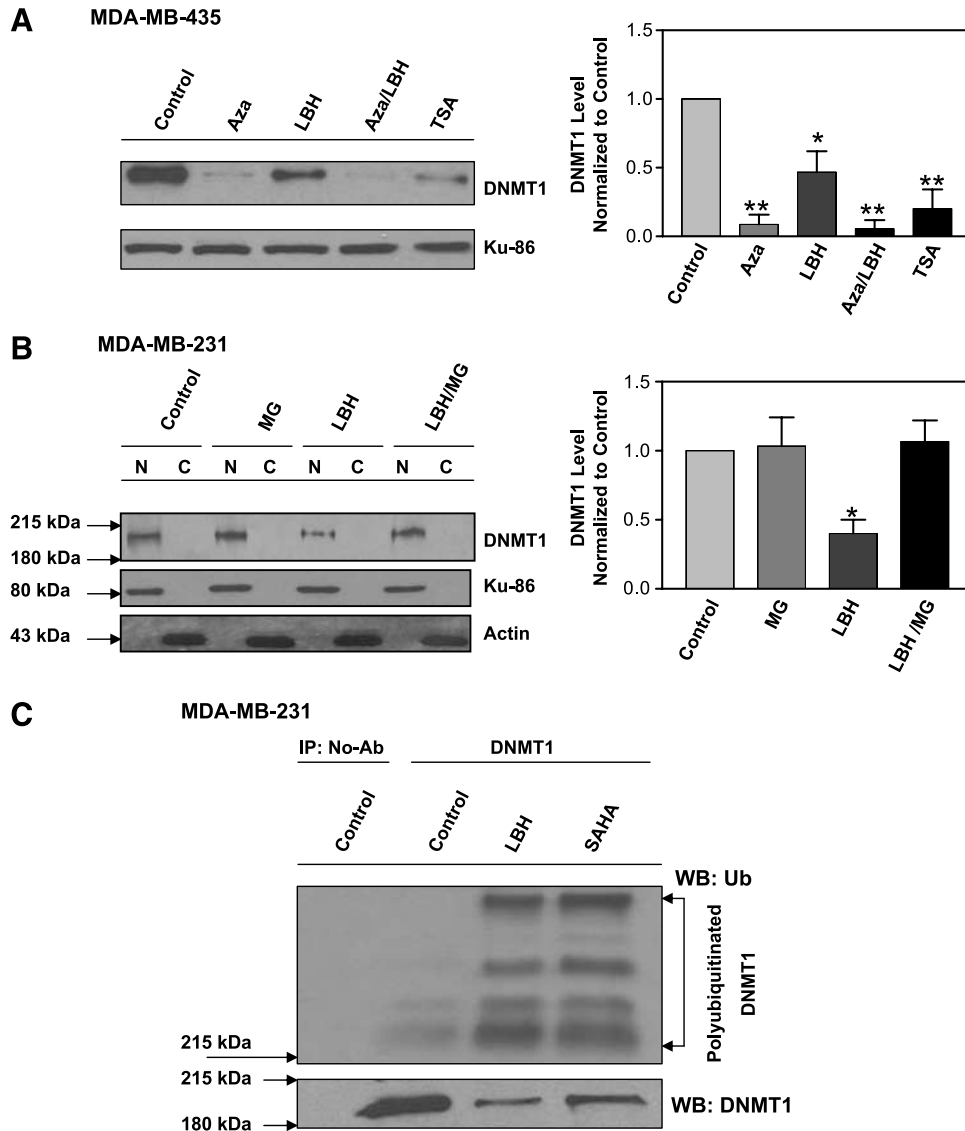 A MDA-MB-435
Control Aza LBH Aza/LBH TSA
DNMT1
Ku-86
DNMT1 Level
Normalized to Control
1.5
1.0
0.5
0.0
*
** ** **
Control Aza LBH Aza/LBH TSA
B MDA-MB-231
Control MG LBH LBH/MG
N C N C N C N C
215 kDa
180 kDa
DNMT1
80 kDa
Ku-86
43 kDa
Actin
DNMT1 Level
Normalized to Control
1.5
1.0
0.5
0.0
*
Control MG LBH LBH /MG
C MDA-MB-231
IP: No-Ab DNMT1
Control Control LBH SAHA
WB: Ub
Polyubiquitinated
DNMT1
215 kDa
215 kDa
180 kDa
WB: DNMT1